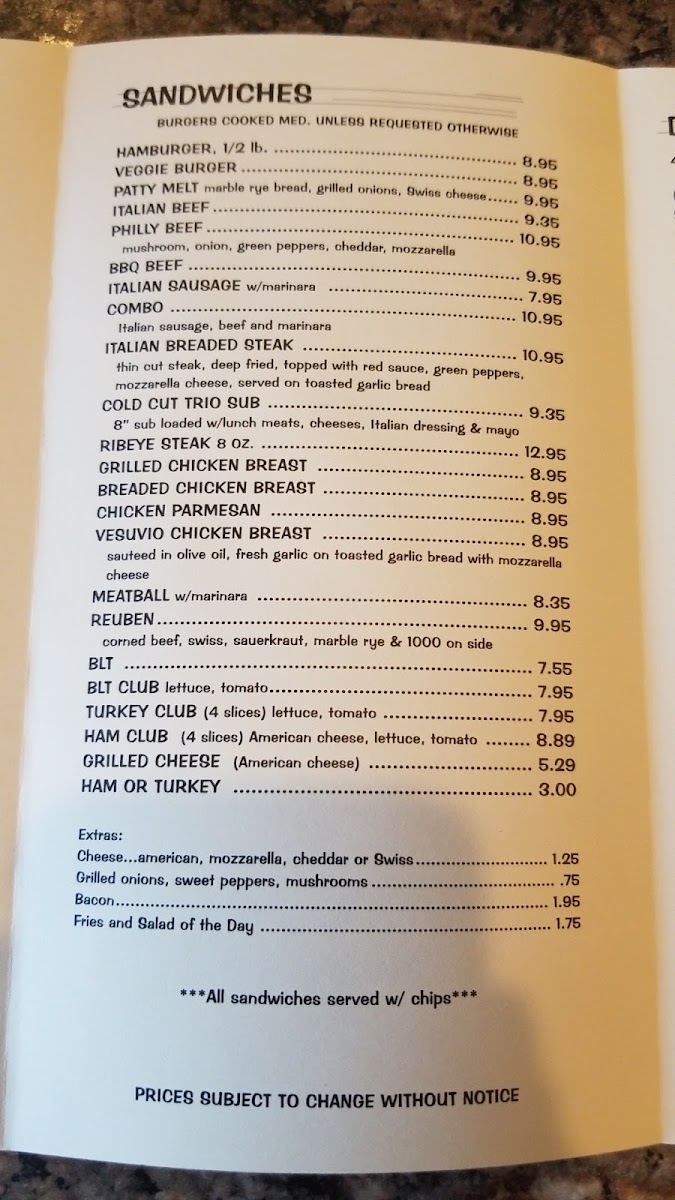 SANDWICHES
BURGERS COOKED MED. UNLESS REQUESTED OTHERWISE
HAMBURGER, 1/2 lb. ........ 8.95
VEGGIE BURGER ........ 8.95
PATTY MELT marble rye bread, grilled onions, Swiss cheese...... 9.95
ITALIAN BEEF ........ 9.35
PHILLY BEEF ........ 10.95
mushroom, onion, green peppers, cheddar, mozzarella
BBQ BEEF ........ 9.95
ITALIAN SAUSAGE w/marinara ........ 7.95
COMBO ........ 10.95
Italian sausage, beef and marinara
ITALIAN BREADED STEAK ........ 10.95
thin cut steak, deep fried, topped with red sauce, green peppers,
mozzarella cheese, served on toasted garlic bread
COLD CUT TRIO SUB ........ 9.35
8" sub loaded w/lunch meats, cheeses, Italian dressing & mayo
RIBEYE STEAK 8 OZ. ........ 12.95
GRILLED CHICKEN BREAST ........ 8.95
BREADED CHICKEN BREAST ........ 8.95
CHICKEN PARMESAN ........ 8.95
VESUVIO CHICKEN BREAST ........ 8.95
sauteed in olive oil, fresh garlic on toasted garlic bread with mozzarella
cheese
MEATBALL w/marinara ........ 8.35
REUBEN ........ 9.95
corned beef, swiss, sauerkraut, marble rye & 1000 on side
BLT ........ 7.55
BLT CLUB lettuce, tomato........ 7.95
TURKEY CLUB (4 slices) lettuce, tomato ........ 7.95
HAM CLUB (4 slices) American cheese, lettuce, tomato ........ 8.89
GRILLED CHEESE (American cheese) ........ 5.29
HAM OR TURKEY ........ 3.00
Extras:
Cheese...american, mozzarella, cheddar or Swiss........ 1.25
Grilled onions, sweet peppers, mushrooms ........ .75
Bacon........ 1.95
Fries and Salad of the Day ........ 1.75
***All sandwiches served w/ chips***
PRICES SUBJECT TO CHANGE WITHOUT NOTICE